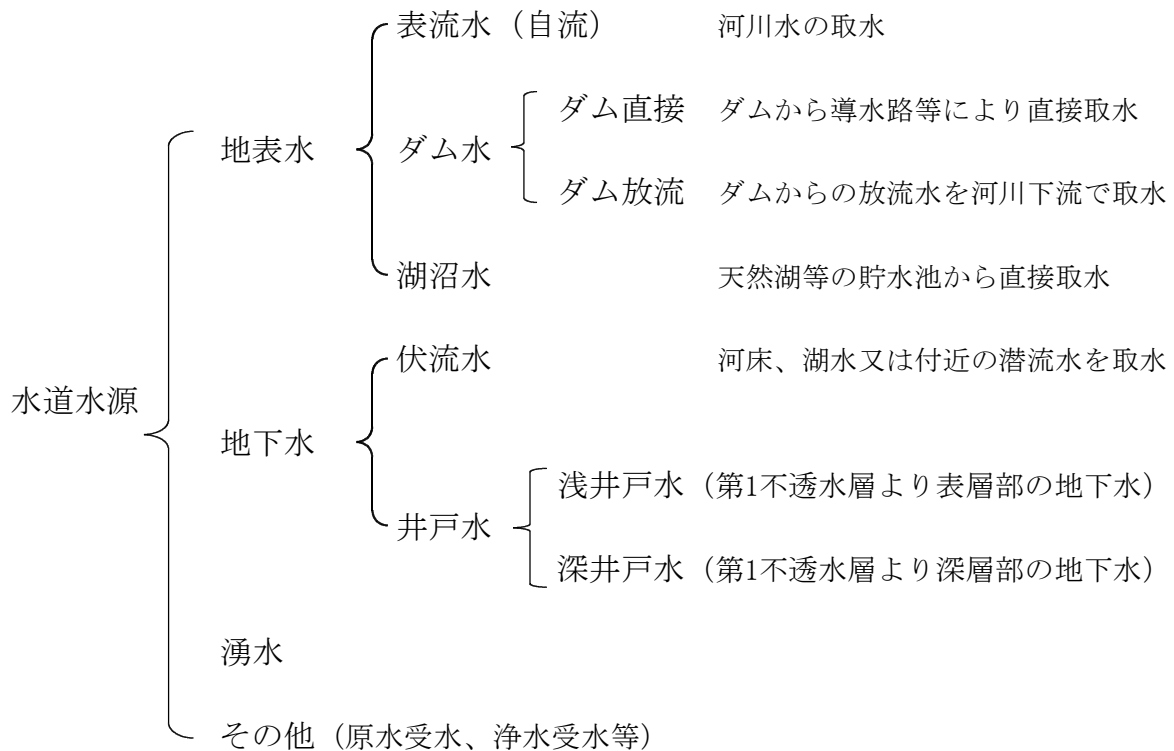 表流水（自流） 河川水の取水
ダム直接 ダムから導水路等により直接取水
地表水 ダム水
ダム放流 ダムからの放流水を河川下流で取水
湖沼水 天然湖等の貯水池から直接取水
伏流水 河床、湖水又は付近の潜流水を取水
水道水源
地下水
浅井戸水（第1不透水層より表層部の地下水）
井戸水
深井戸水（第1不透水層より深層部の地下水）
湧水
その他（原水受水、浄水受水等）